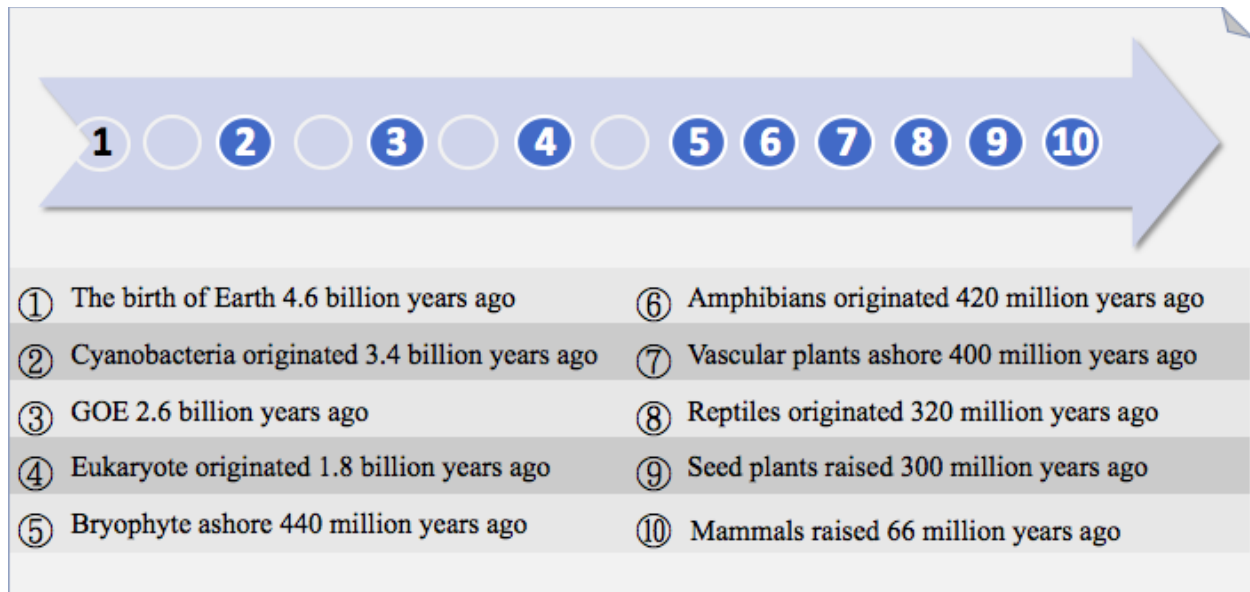 1 2 3 4 5 6 7 8 9 10
① The birth of Earth 4.6 billion years ago
② Cyanobacteria originated 3.4 billion years ago
③ GOE 2.6 billion years ago
④ Eukaryote originated 1.8 billion years ago
⑤ Bryophyte ashore 440 million years ago
⑥ Amphibians originated 420 million years ago
⑦ Vascular plants ashore 400 million years ago
⑧ Reptiles originated 320 million years ago
⑨ Seed plants raised 300 million years ago
⑩ Mammals raised 66 million years ago